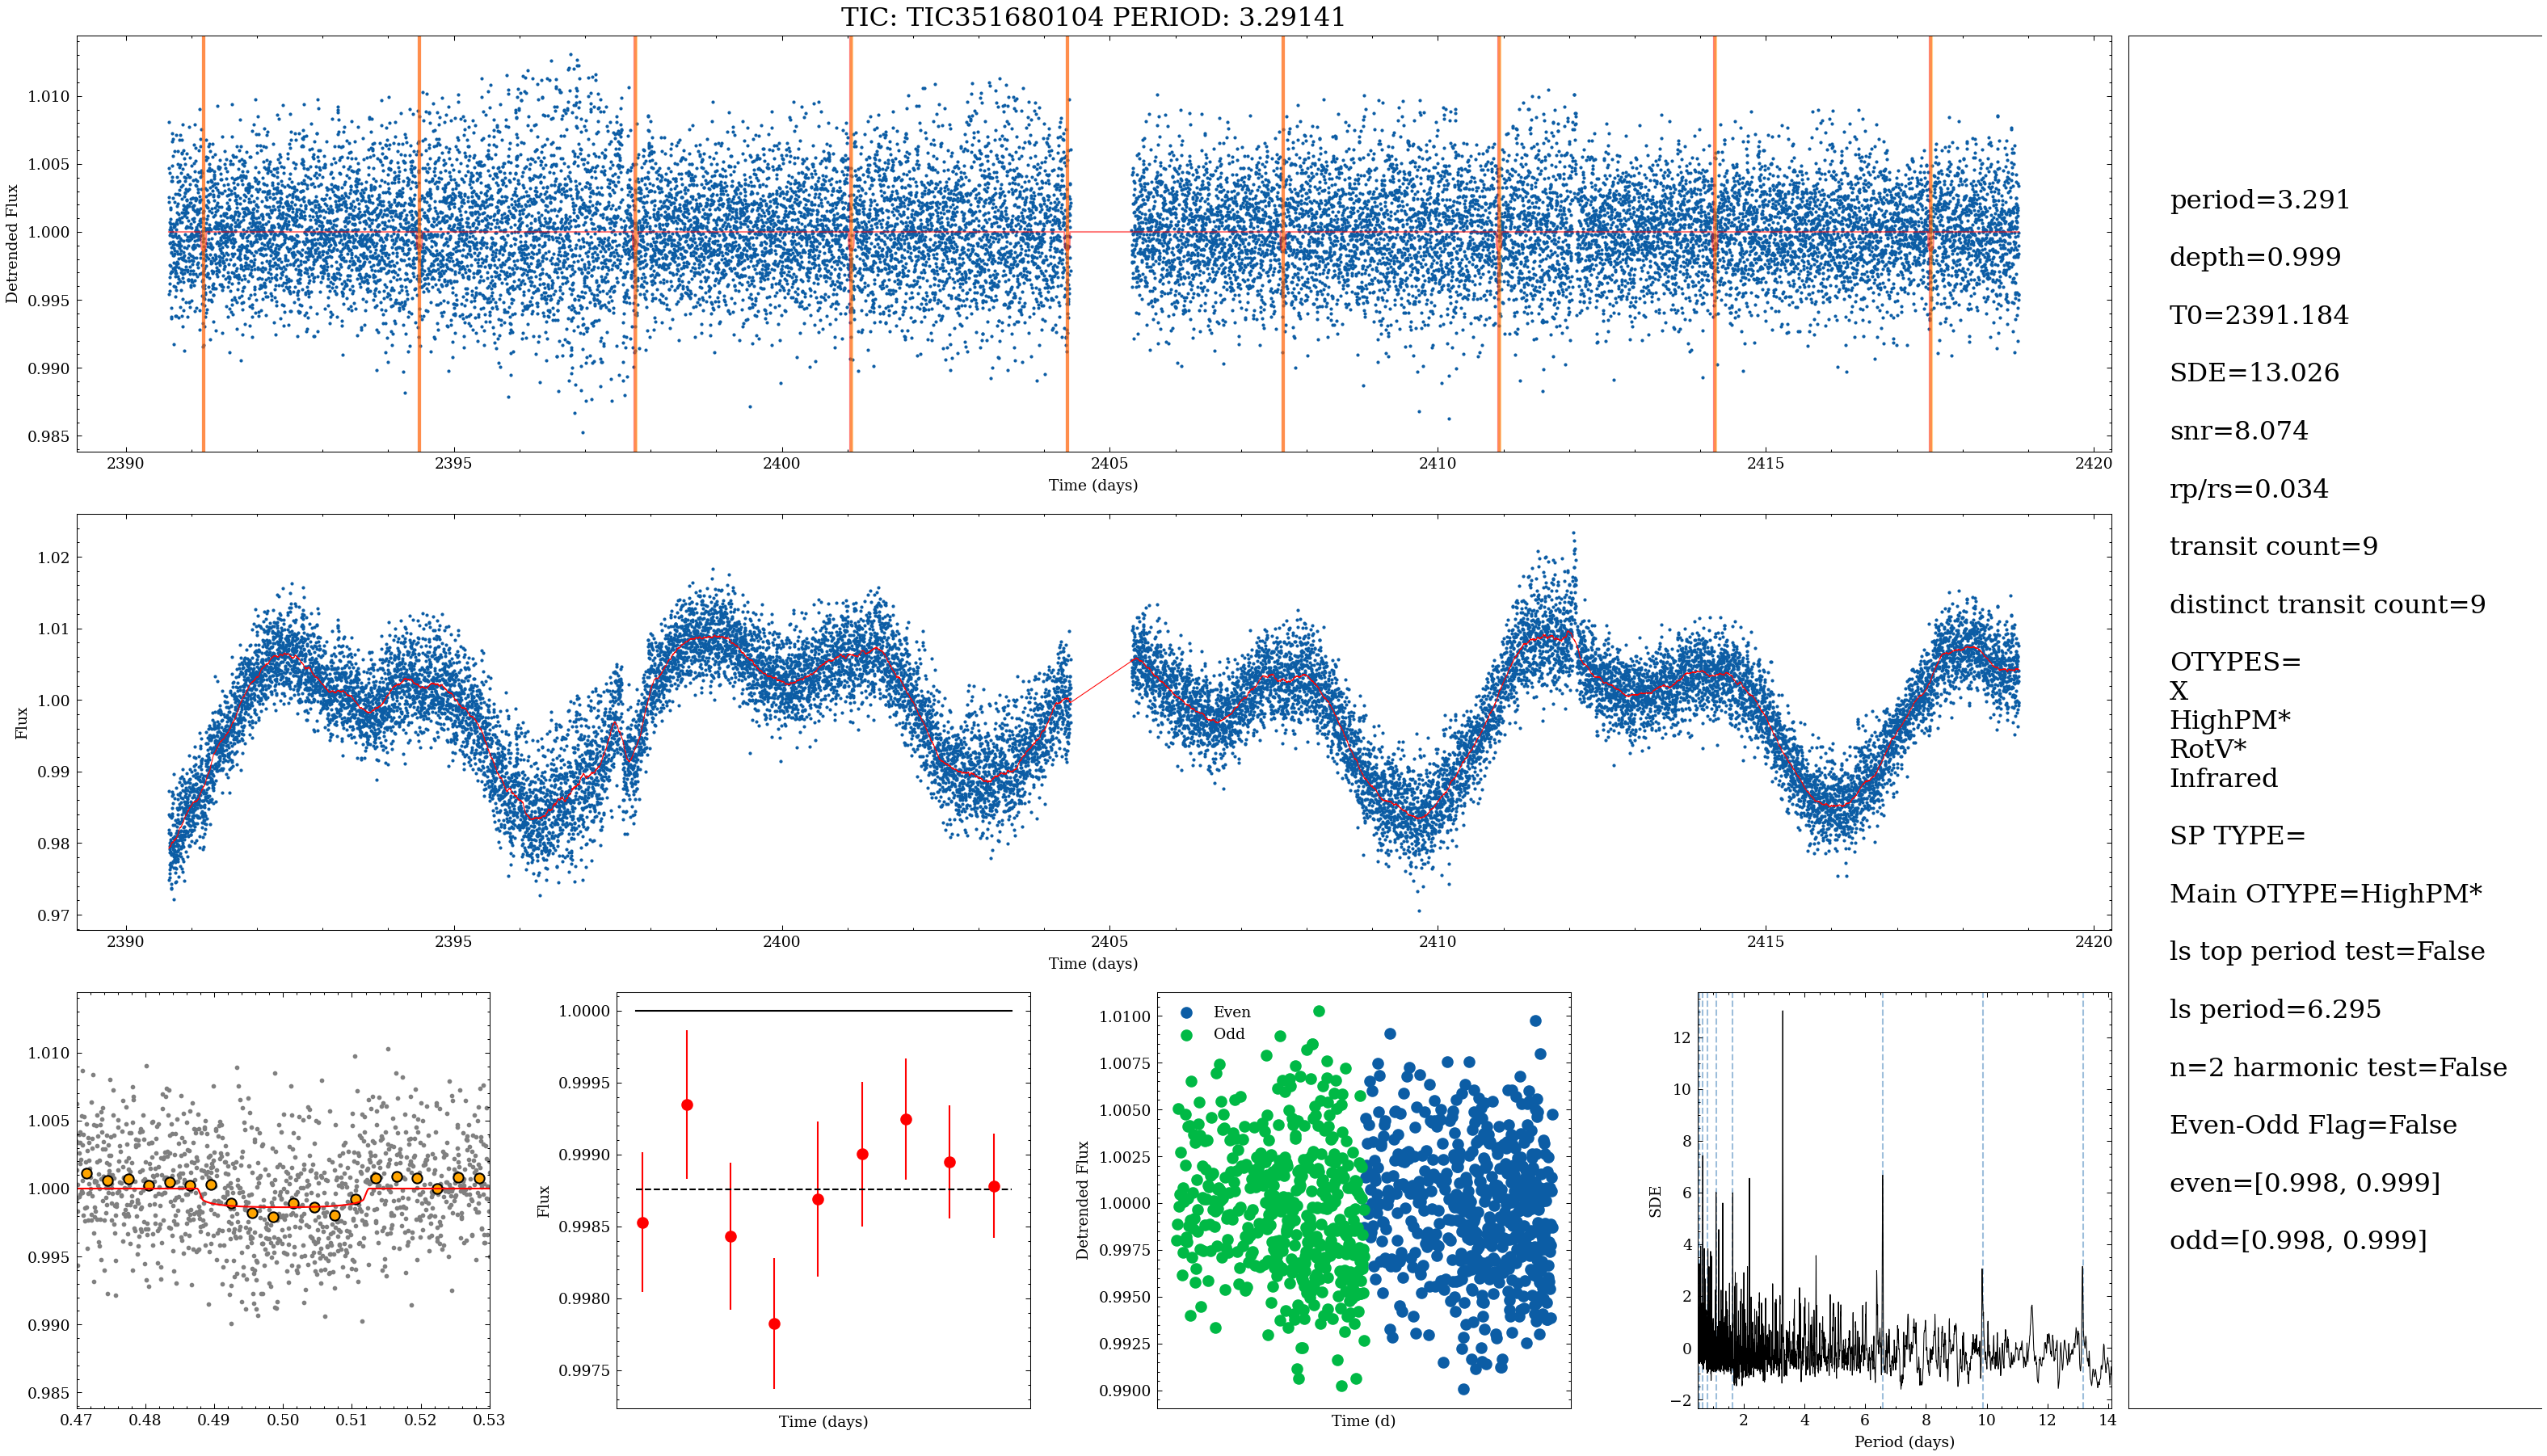 TIC: TIC351680104 PERIOD: 3.29141
Detrended Flux
1.010
1.005
1.000
0.995
0.990
0.985
2390 2395 2400 2405 2410 2415 2420
Time (days)
Flux
1.02
1.01
1.00
0.99
0.98
0.97
2390 2395 2400 2405 2410 2415 2420
Time (days)
1.010
1.005
1.000
0.995
0.990
0.985
0.47 0.48 0.49 0.50 0.51 0.52 0.53
Flux
1.0000
0.9995
0.9990
0.9985
0.9980
0.9975
Time (days)
Detrended Flux
1.0100
1.0075
1.0050
1.0025
1.0000
0.9975
0.9950
0.9925
0.9900
Even
Odd
Time (d)
SDE
12
10
8
6
4
2
0
−2
2 4 6 8 10 12 14
Period (days)
period=3.291
depth=0.999
T0=2391.184
SDE=13.026
snr=8.074
rp/rs=0.034
transit count=9
distinct transit count=9
OTYPES=
X
HighPM*
RotV*
Infrared
SP TYPE=
Main OTYPE=HighPM*
ls top period test=False
ls period=6.295
n=2 harmonic test=False
Even-Odd Flag=False
even=[0.998, 0.999]
odd=[0.998, 0.999]